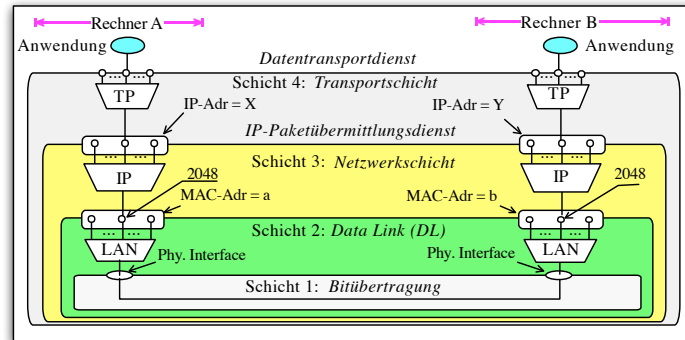 Rechner A
Rechner B
Anwendung
Anwendung
Datentransportdienst
Schicht 4: Transportschicht
TP
TP
IP-Adr = X
IP-Adr = Y
IP-Paketübermittlungsdienst
Schicht 3: Netzwerkschicht
IP
IP
2048
2048
MAC-Adr = a
MAC-Adr = b
Schicht 2: Data Link (DL)
LAN
LAN
Phy. Interface
Phy. Interface
Schicht 1: Bitübertragung